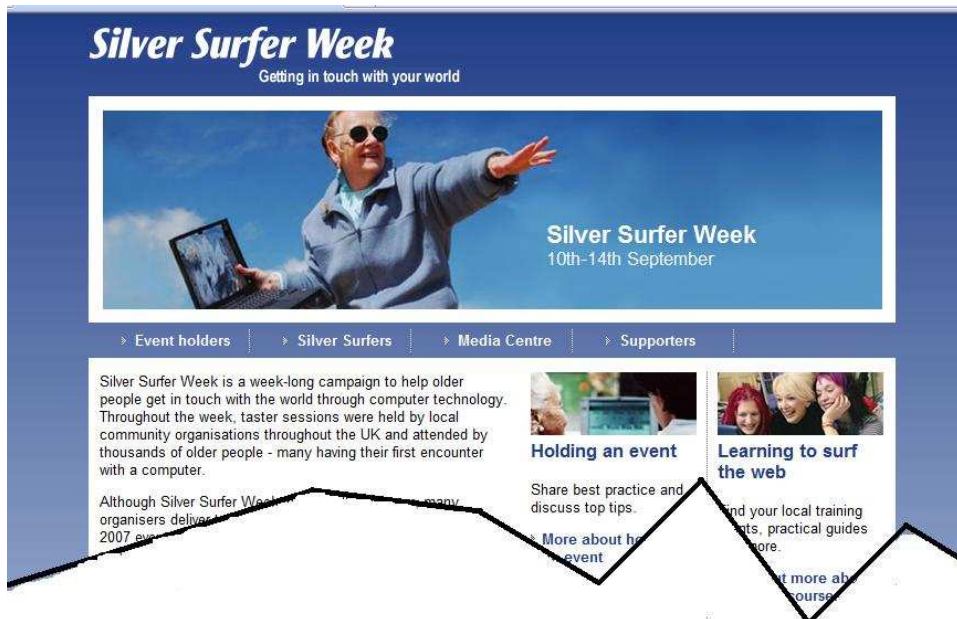 Silver Surfer Week
Getting in touch with your world
Silver Surfer Week
10th-14th September
Event holders
Silver Surfers
Media Centre
Supporters
Silver Surfer Week is a week-long campaign to help older
people get in touch with the world through computer technology.
Throughout the week, taster sessions were held by local
community organisations throughout the UK and attended by
thousands of older people - many having their first encounter
with a computer.
Although Silver Surfer many
organisers deliver
2007
Holding an event
Share best practice and
discuss top tips.
More about
event
Learning to surf
the web
your local training
practical guides
more abo